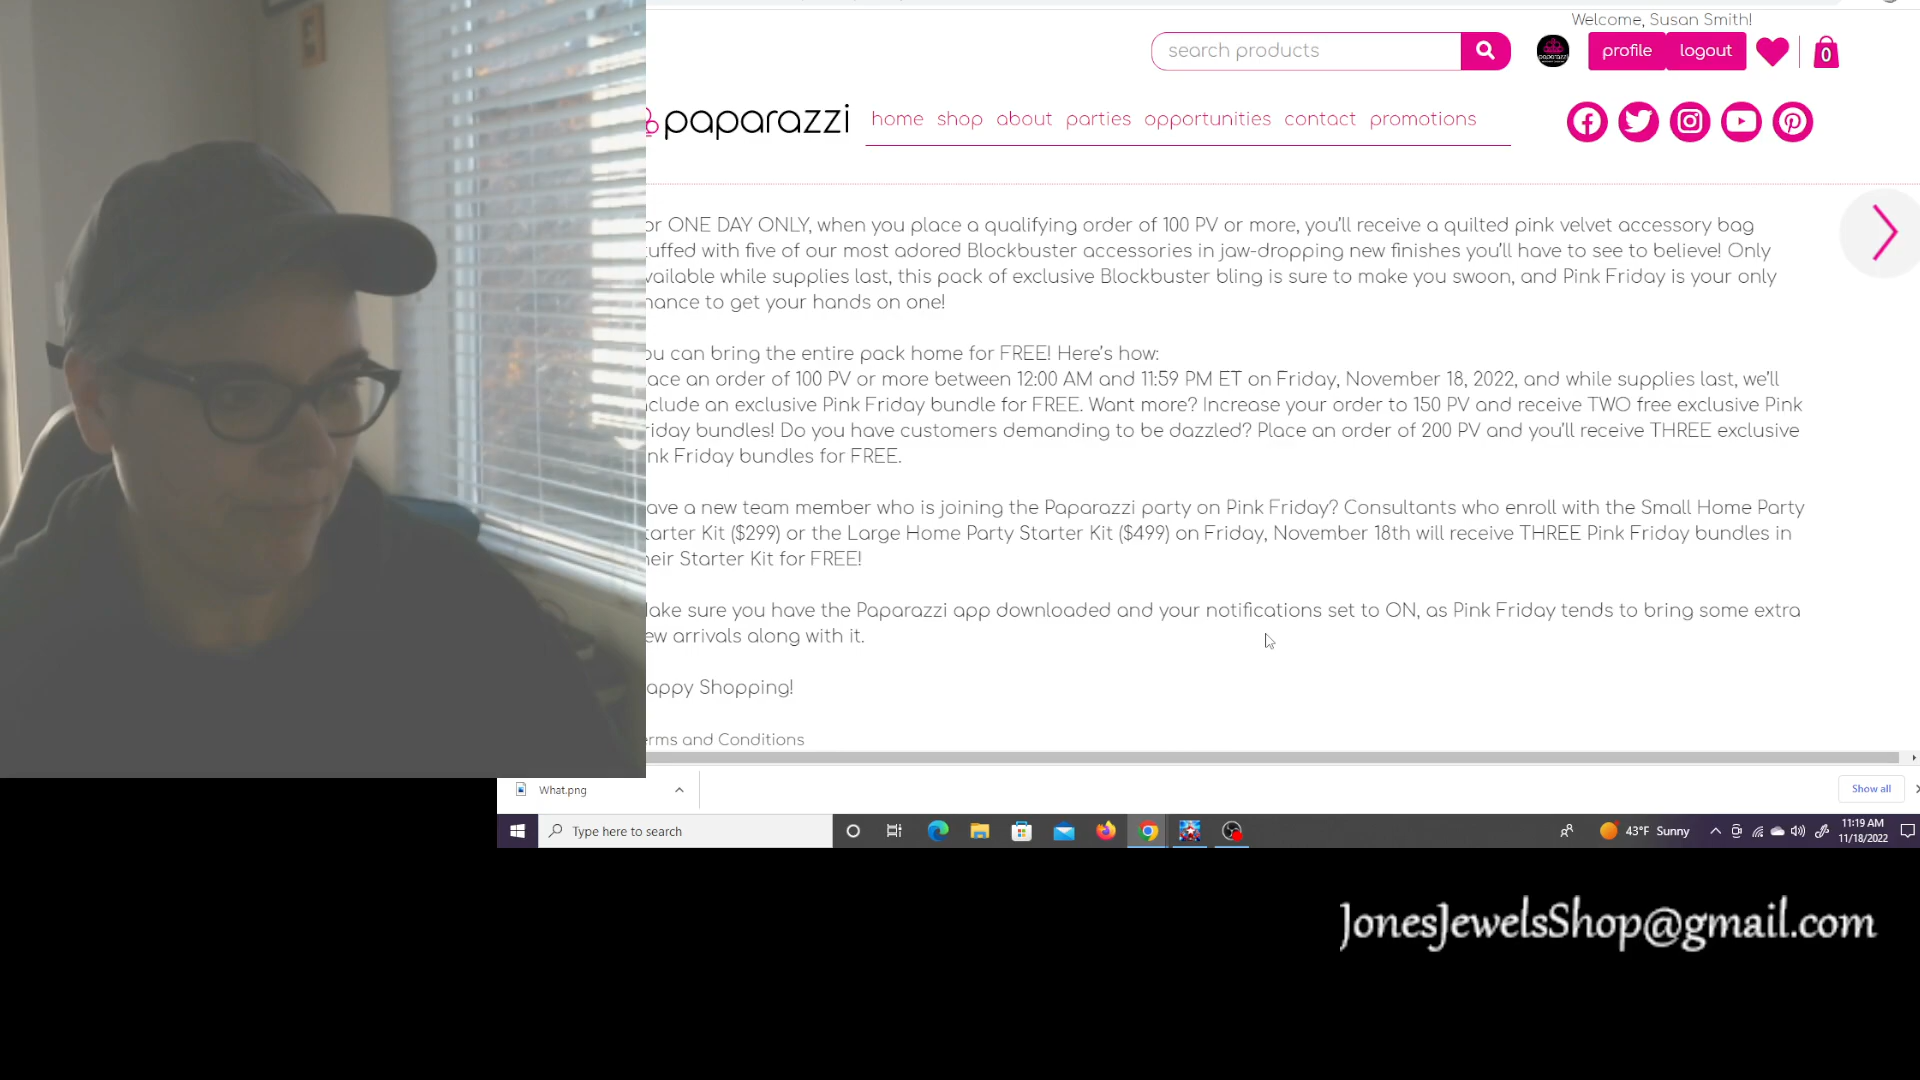 Welcome, Susan Smith!
search products
profile
logout
0
paparazzi
home shop about parties opportunities contact promotions
or ONE DAY ONLY, when you place a qualifying order of 100 PV or more, you'll receive a quilted pink velvet accessory bag
tuffed with five of our most adored Blockbuster accessories in jaw-dropping new finishes you'll have to see to believe! Only
vailable while supplies last, this pack of exclusive Blockbuster bling is sure to make you swoon, and Pink Friday is your only
hance to get your hands on one!
ou can bring the entire pack home for FREE! Here's how:
ace an order of 100 PV or more between 12:00 AM and 11:59 PM ET on Friday, November 18, 2022, and while supplies last, we'll
clude an exclusive Pink Friday bundle for FREE. Want more? Increase your order to 150 PV and receive TWO free exclusive Pink
riday bundles! Do you have customers demanding to be dazzled? Place an order of 200 PV and you'll receive THREE exclusive
nk Friday bundles for FREE.
ave a new team member who is joining the Paparazzi party on Pink Friday? Consultants who enroll with the Small Home Party
tarter Kit ($299) or the Large Home Party Starter Kit ($499) on Friday, November 18th will receive THREE Pink Friday bundles in
heir Starter Kit for FREE!
ake sure you have the Paparazzi app downloaded and your notifications set to ON, as Pink Friday tends to bring some extra
ew arrivals along with it.
appy Shopping!
erms and Conditions
What.png
Show all
Type here to search
43°F Sunny
11:19 AM
11/18/2022
JonesJewelsShop@gmail.com